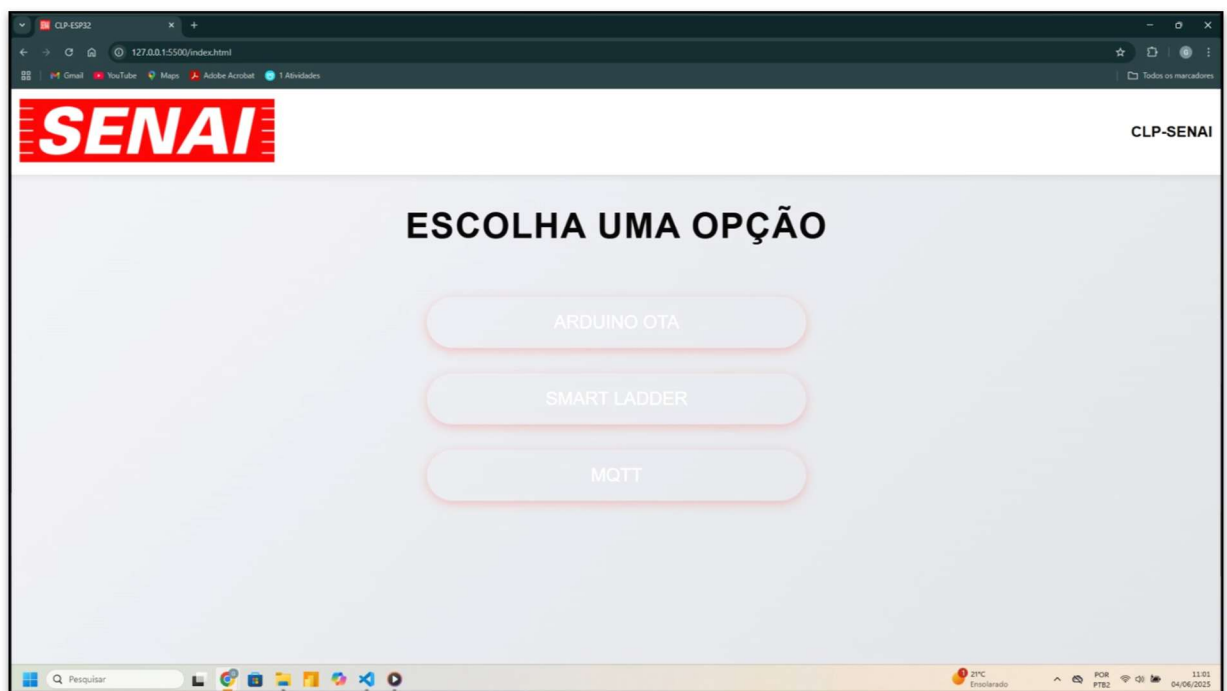 CLP-ESP32
127.0.0.1:5500/index.html
G
Gmail YouTube Maps Adobe Acrobat 1 Atividades Todos os marcadores
SENAI
CLP-SENAI
ESCOLHA UMA OPÇÃO
ARDUINO OTA
SMART LADDER
MQTT
Pesquisar
1
21°C
Ensolarado
POR
PTB2
11:01
04/06/2025